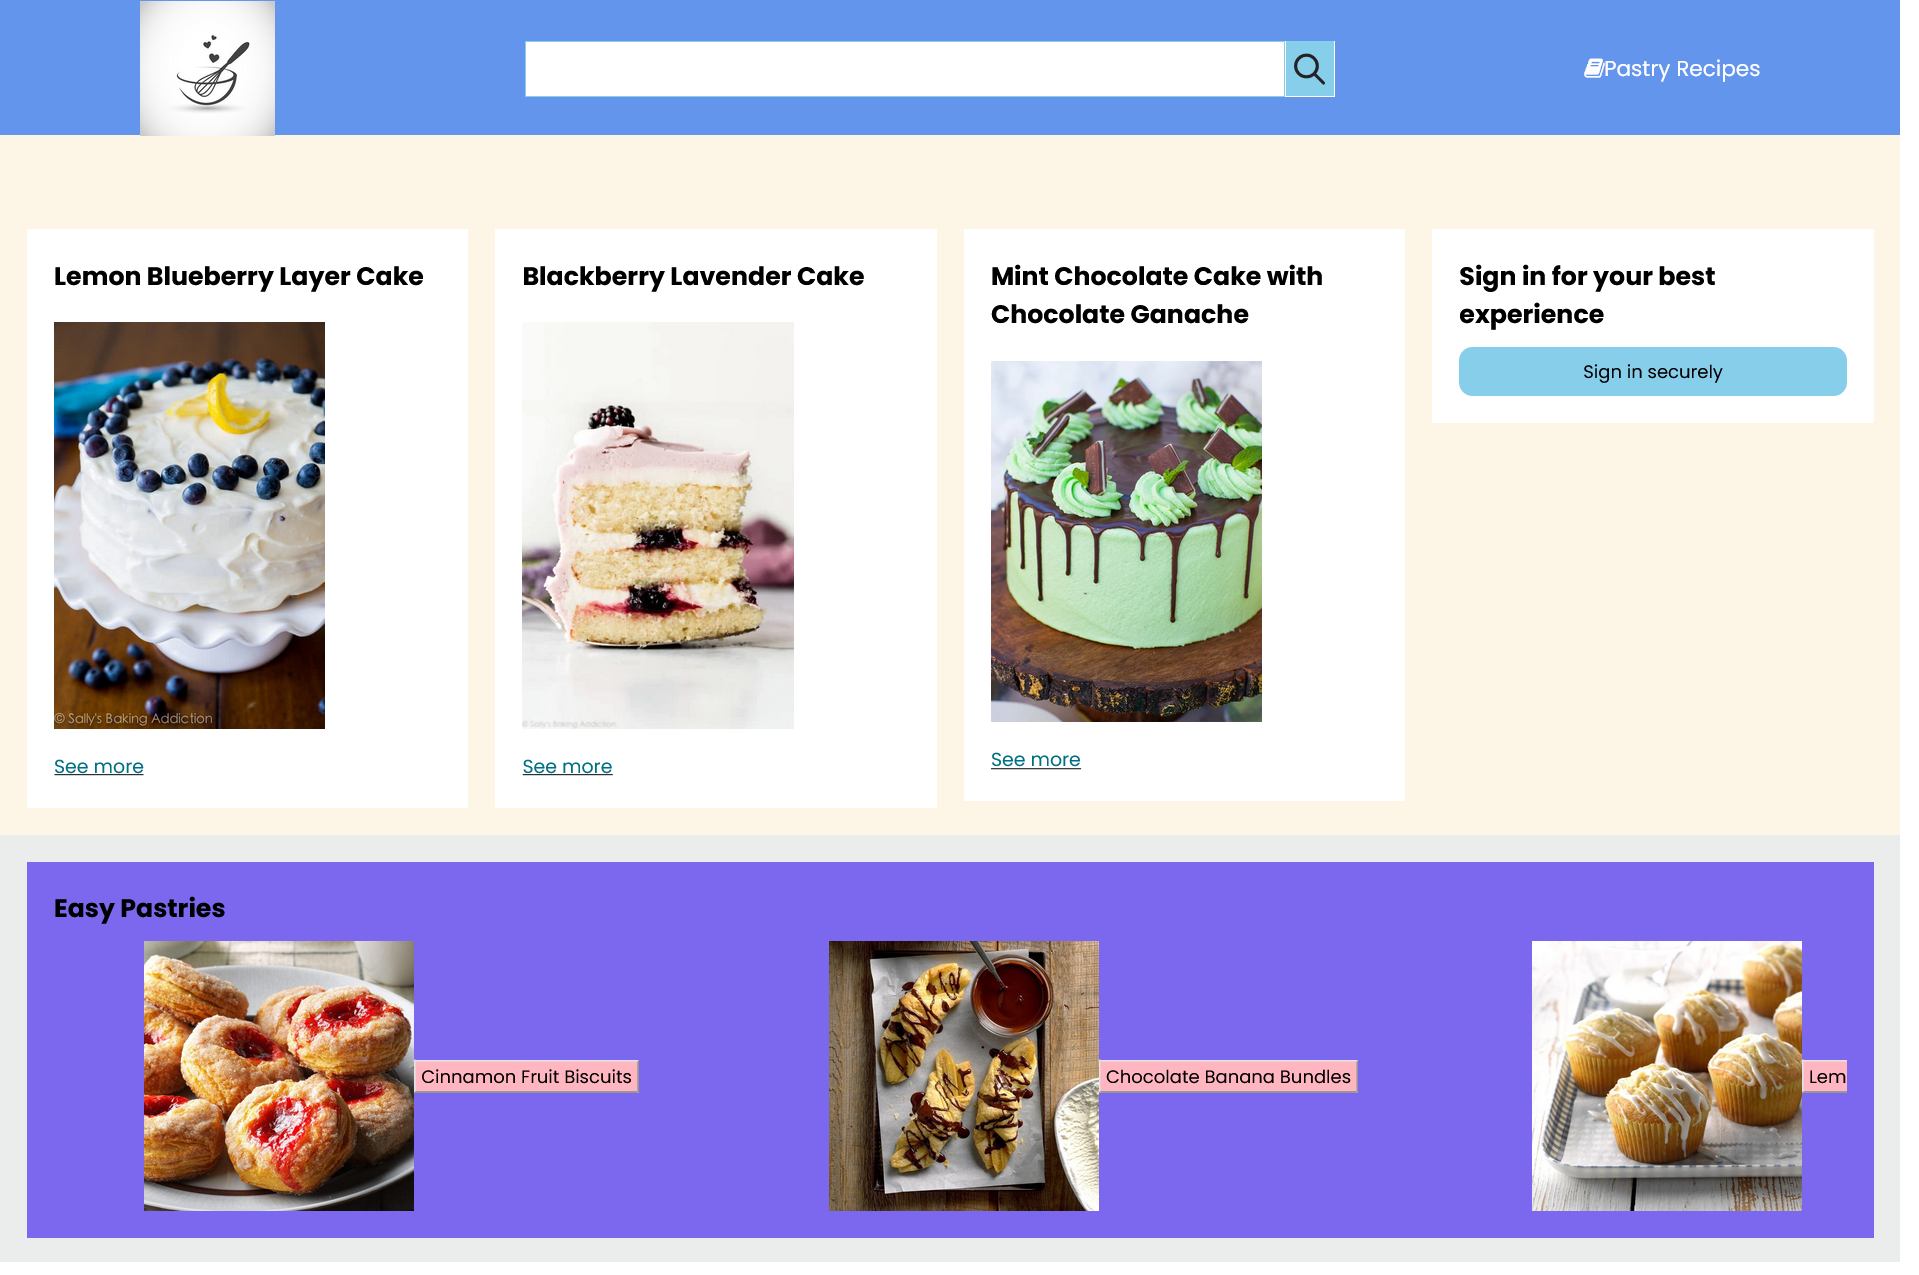 Pastry Recipes
Lemon Blueberry Layer Cake
© Sally's Baking Addiction
See more
Blackberry Lavender Cake
© Sally's Baking Addiction
See more
Mint Chocolate Cake with
Chocolate Ganache
See more
Sign in for your best
experience
Sign in securely
Easy Pastries
Cinnamon Fruit Biscuits
Chocolate Banana Bundles
Lem